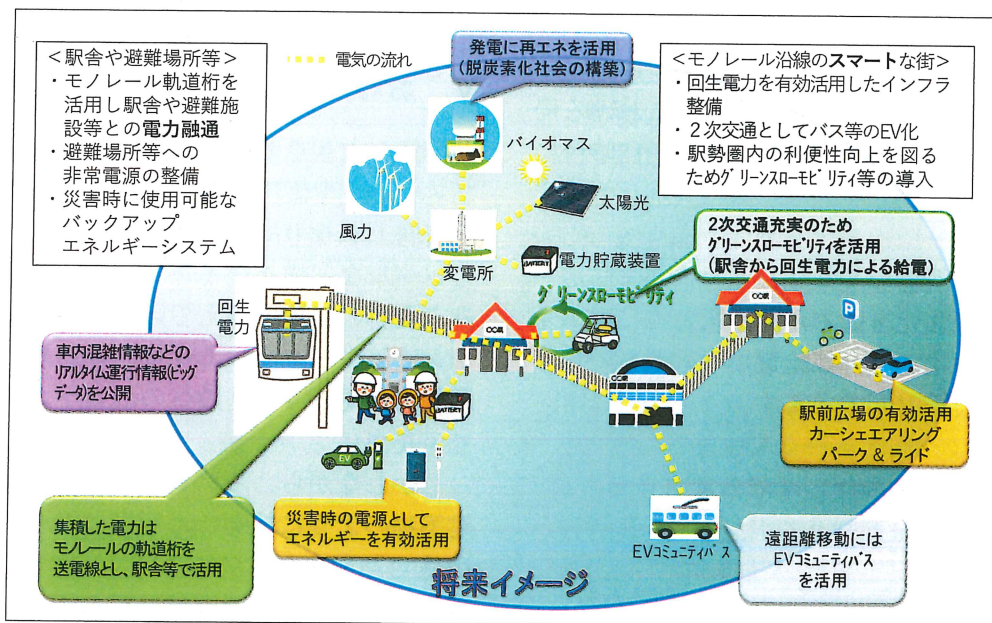 <駅舎や避難場所等>
・モノレール軌道桁を
活用し駅舎や避難施
設等との電力融通
・避難場所等への
非常電源の整備
・災害時に使用可能な
バックアップ
エネルギーシステム
電気の流れ
発電に再エネを活用
(脱炭素化社会の構築)
<モノレール沿線のスマートな街>
・回生電力を有効活用したインフラ
整備
・2次交通としてバス等のEV化
・駅勢圏内の利便性向上を図る
ためグリーンスローモビリティ等の導入
バイオマス
風力
太陽光
変電所
BATTERY
電力貯蔵装置
2次交通充実のため
グリーンスローモビリティを活用
(駅舎から回生電力による給電)
グリーンスローモビリティ
回生
電力
〇〇駅
〇〇駅
〇〇駅
P
車内混雑情報などの
リアルタイム運行情報(ビッグ
データ)を公開
BATTERY
EV
駅前広場の有効活用
カーシェエアリング
パーク & ライド
集積した電力は
モノレールの軌道桁を
送電線とし、駅舎等で活用
災害時の電源として
エネルギーを有効活用
EVコミュニティバス
遠距離移動には
EVコミュニティバス
を活用
将来イメージ